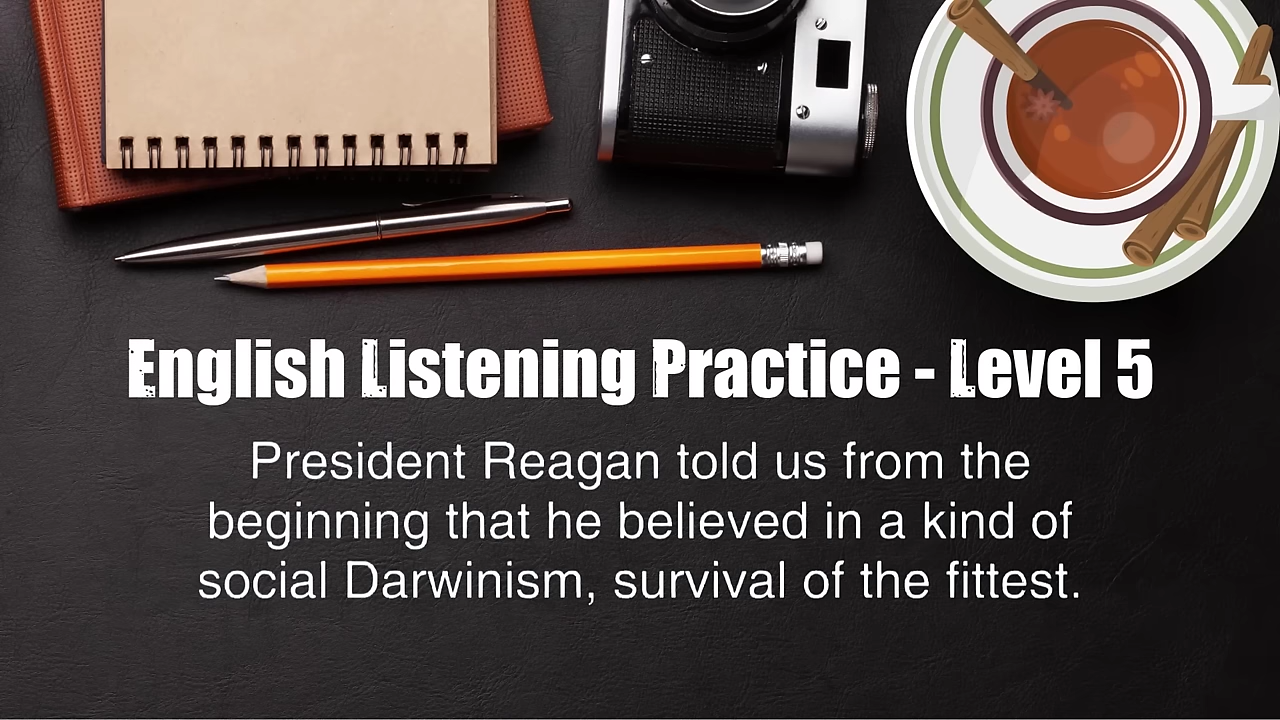 English Listening Practice - Level 5
President Reagan told us from the
beginning that he believed in a kind of
social Darwinism, survival of the fittest.